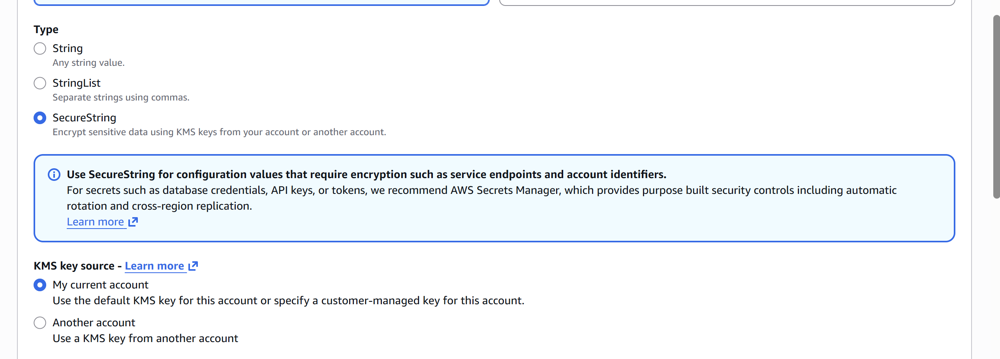 Type
String
Any string value.
StringList
Separate strings using commas.
SecureString
Encrypt sensitive data using KMS keys from your account or another account.
Use SecureString for configuration values that require encryption such as service endpoints and account identifiers.
For secrets such as database credentials, API keys, or tokens, we recommend AWS Secrets Manager, which provides purpose built security controls including automatic
rotation and cross-region replication.
Learn more
KMS key source - Learn more
My current account
Use the default KMS key for this account or specify a customer-managed key for this account.
Another account
Use a KMS key from another account